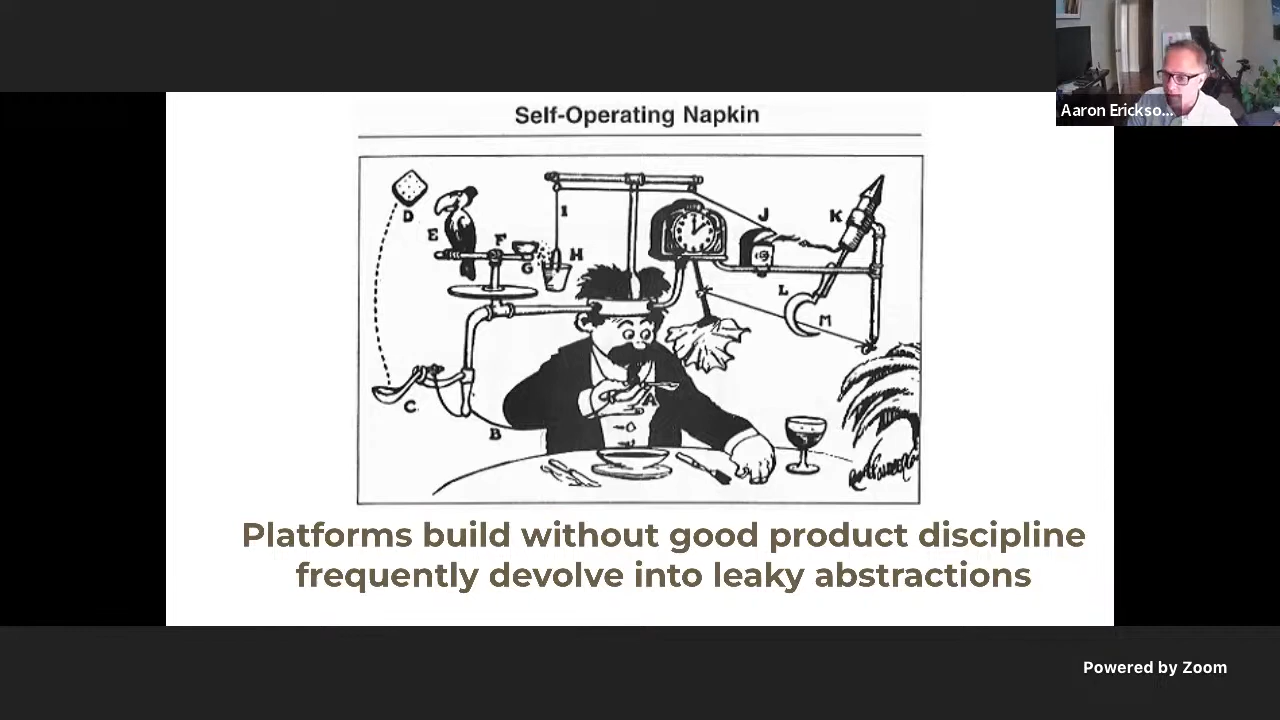 Self-Operating Napkin
Aaron Erickso...
D
E
F
G
H
I
J
K
L
M
C
B
A
Platforms build without good product discipline
frequently devolve into leaky abstractions
Powered by Zoom